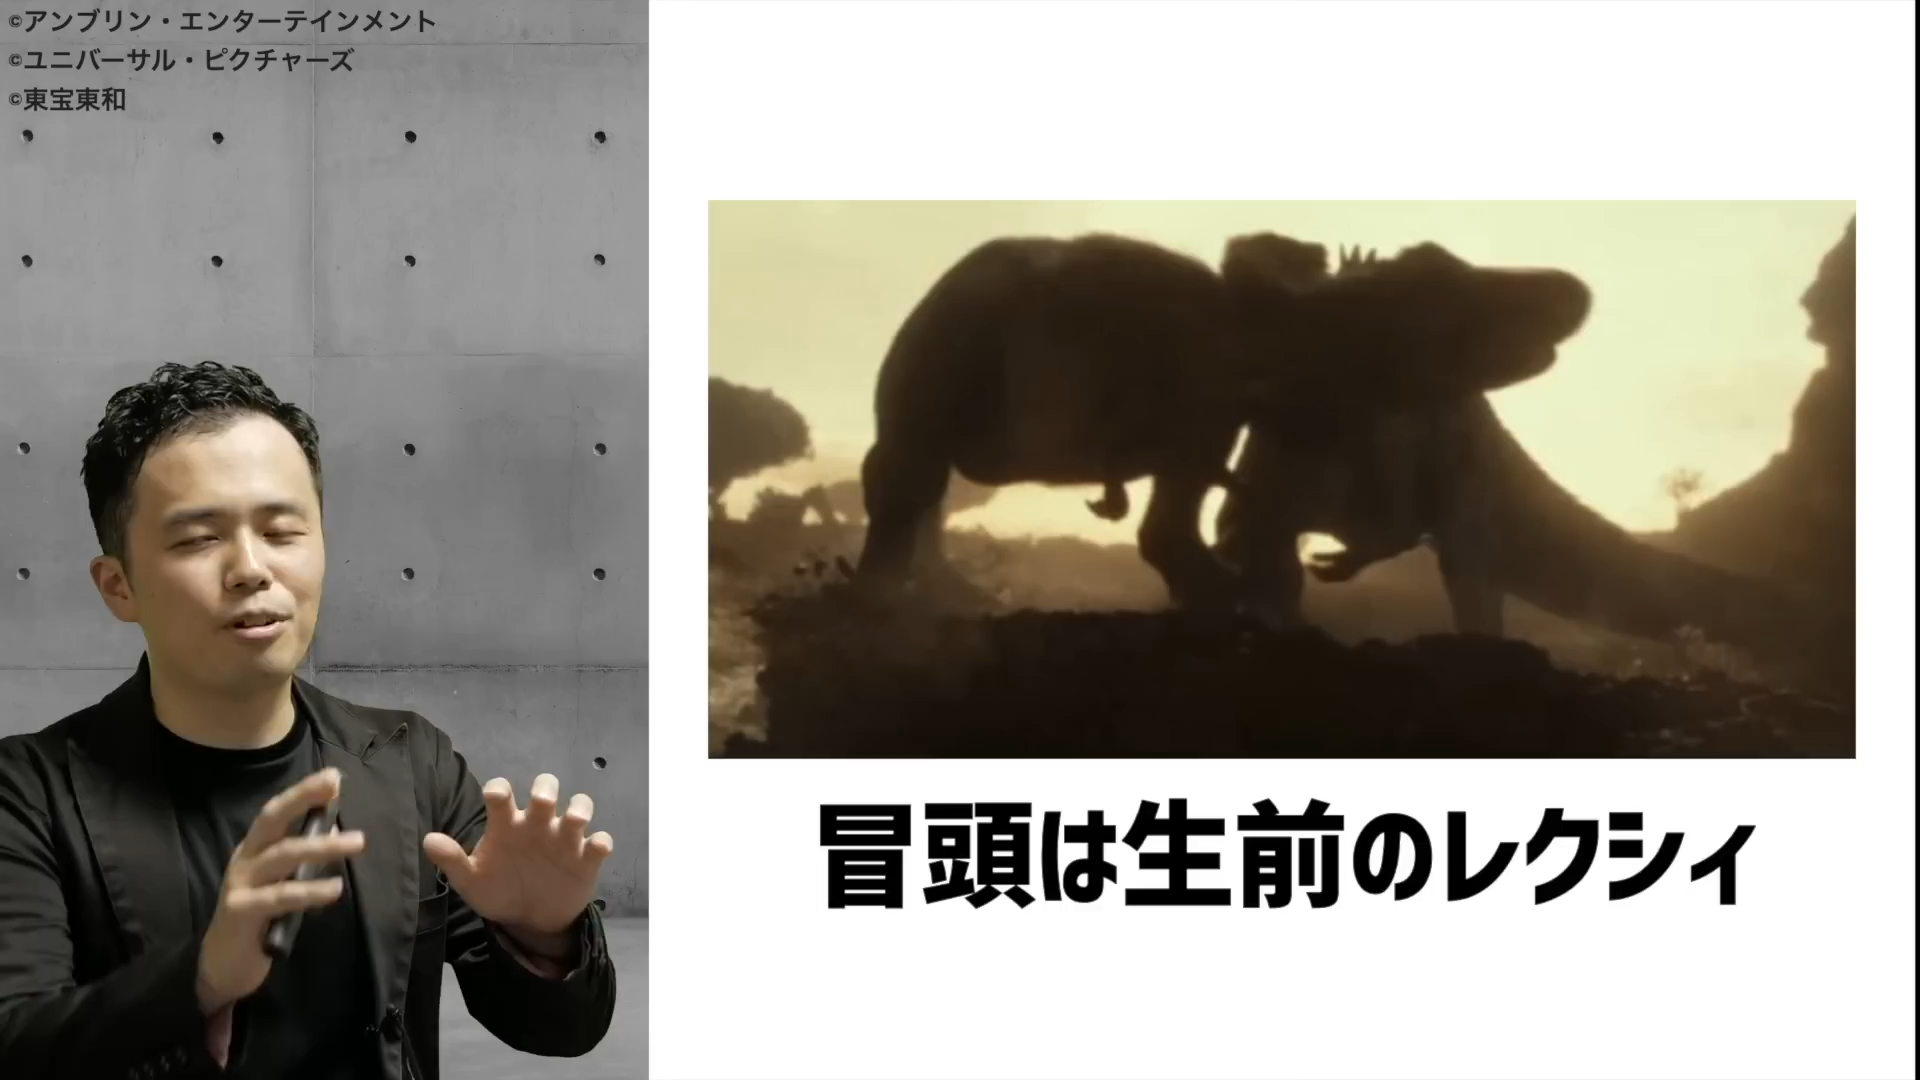 ©アンブリン・エンターテインメント
©ユニバーサル・ピクチャーズ
©東宝東和
冒頭は生前のレクシィ